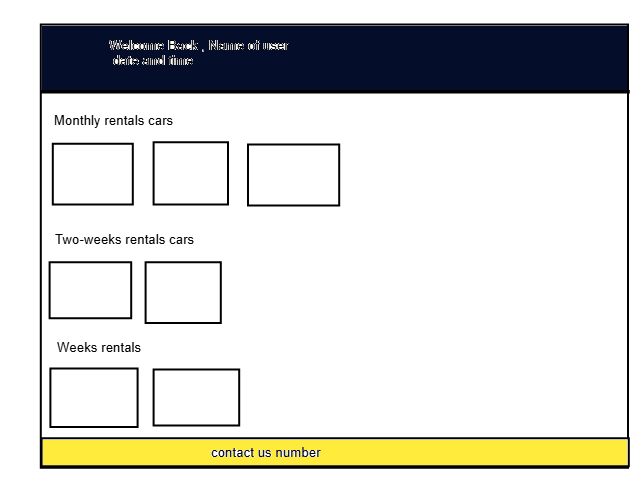 Welcome Back , Name of user
date and time
Monthly rentals cars
Two-weeks rentals cars
Weeks rentals
contact us number